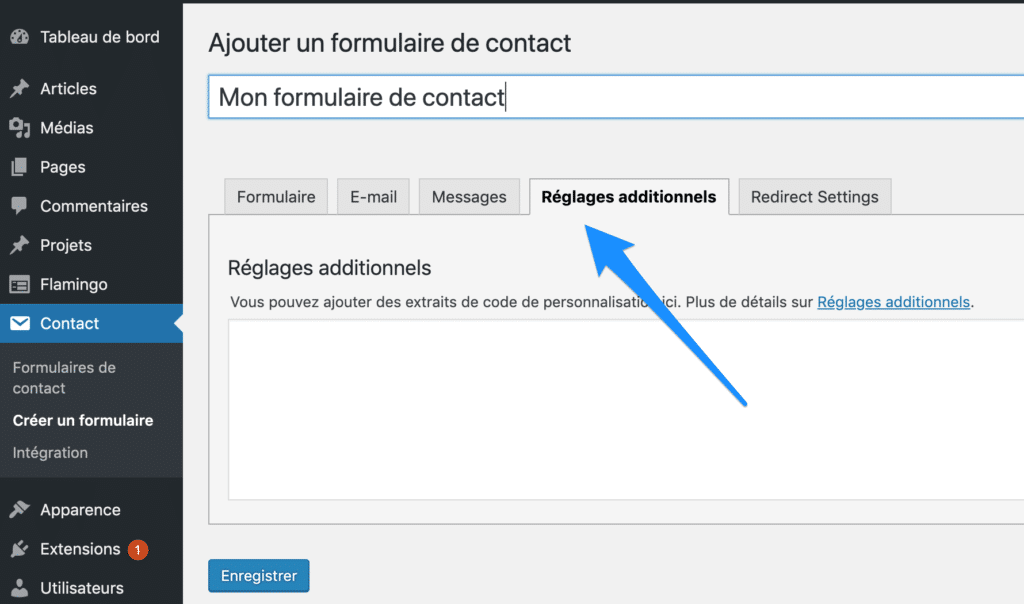 Tableau de bord
Articles
Médias
Pages
Commentaires
Projets
Flamingo
Contact
Formulaires de
contact
Créer un formulaire
Intégration
Apparence
Extensions 1
Utilisateurs
Ajouter un formulaire de contact
Mon formulaire de contact
Formulaire E-mail Messages Réglages additionnels Redirect Settings
Réglages additionnels
Vous pouvez ajouter des extraits de code de personnalisation ici. Plus de détails sur Réglages additionnels.
Enregistrer